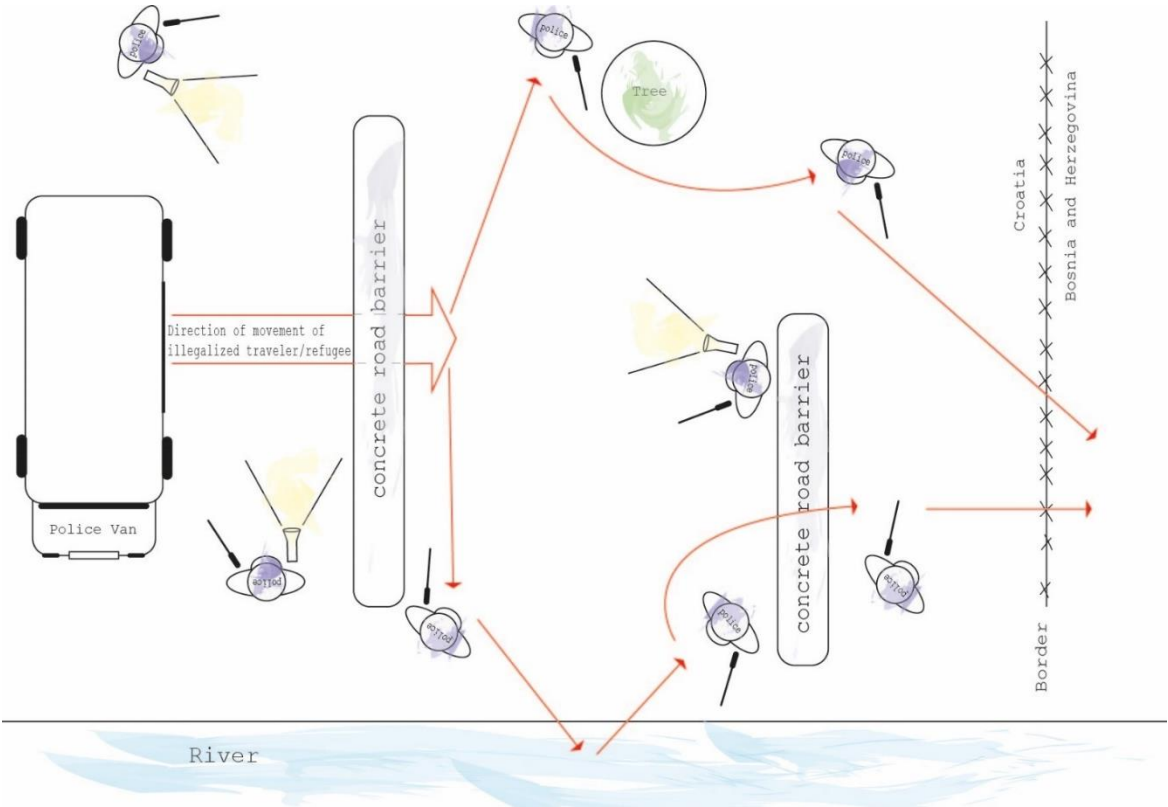 police
police
Tree
police
Croatia
Bosnia and Herzegovina
concrete road barrier
Direction of movement of
illegalized traveler/refugee
police
concrete road barrier
Police Van
police
police
police
police
Border
River